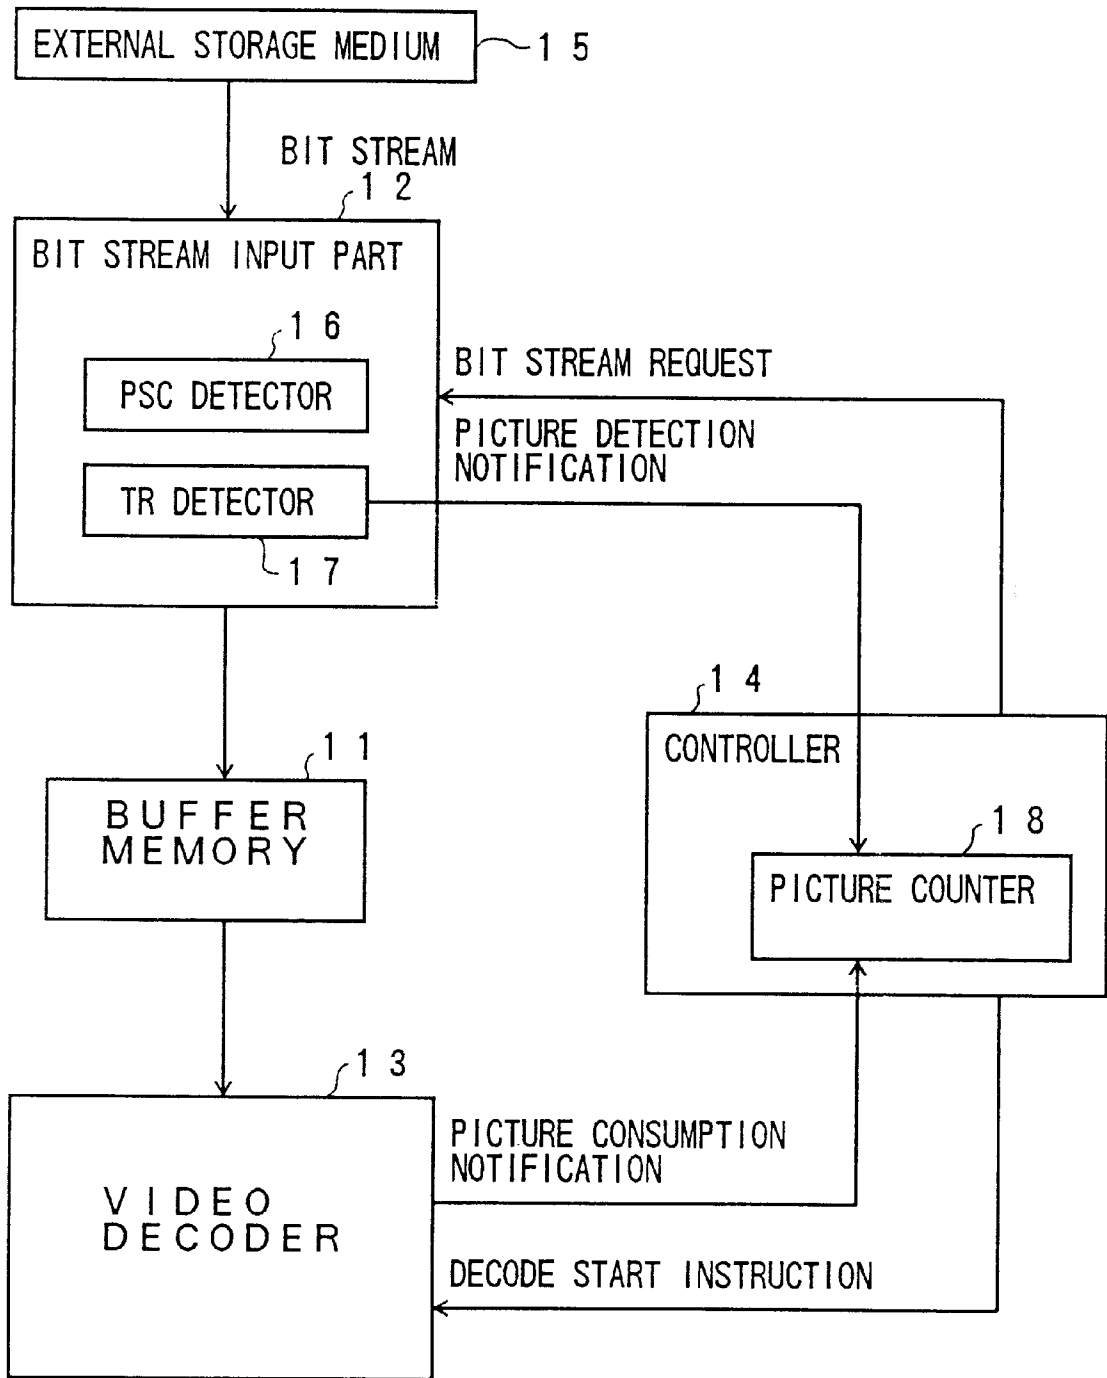 EXTERNAL STORAGE MEDIUM
15
BIT STREAM
12
BIT STREAM INPUT PART
16
PSC DETECTOR
BIT STREAM REQUEST
PICTURE DETECTION
NOTIFICATION
TR DETECTOR
17
14
CONTROLLER
11
BUFFER
MEMORY
18
PICTURE COUNTER
13
PICTURE CONSUMPTION
NOTIFICATION
VIDEO
DECODER
DECODE START INSTRUCTION